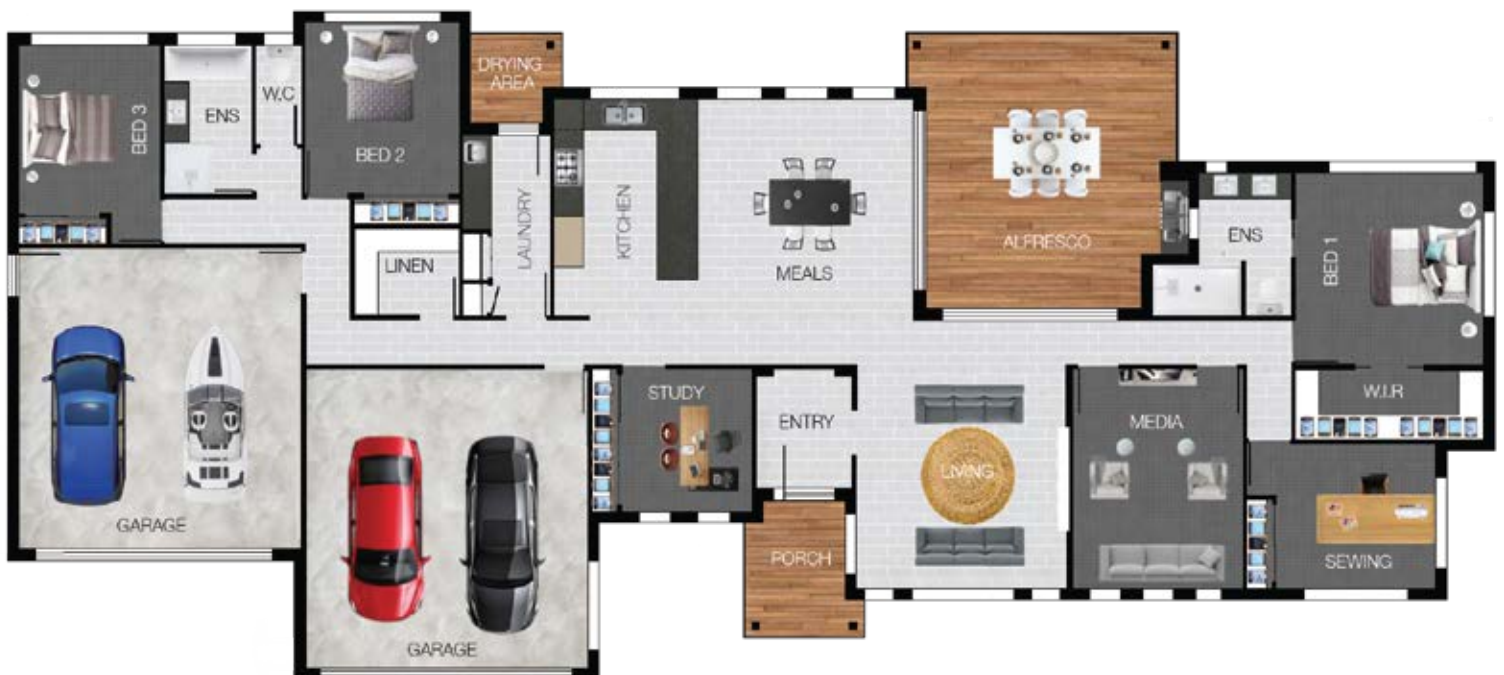 BED 3
ENS
W.C
BED 2
DRYING
AREA
LAUNDRY
KITCHEN
MEALS
ALFRESCO
ENS
BED 1
LINEN
W.I.R
STUDY
ENTRY
LIVING
MEDIA
SEWING
PORCH
GARAGE
GARAGE